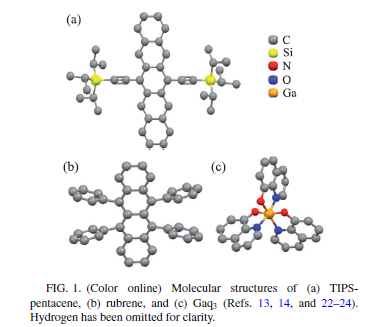 (a)
C
Si
N
O
Ga
(b)
(c)
FIG. 1. (Color online) Molecular structures of (a) TIPS-
pentacene, (b) rubrene, and (c) Gaq3 (Refs. 13, 14, and 22–24).
Hydrogen has been omitted for clarity.